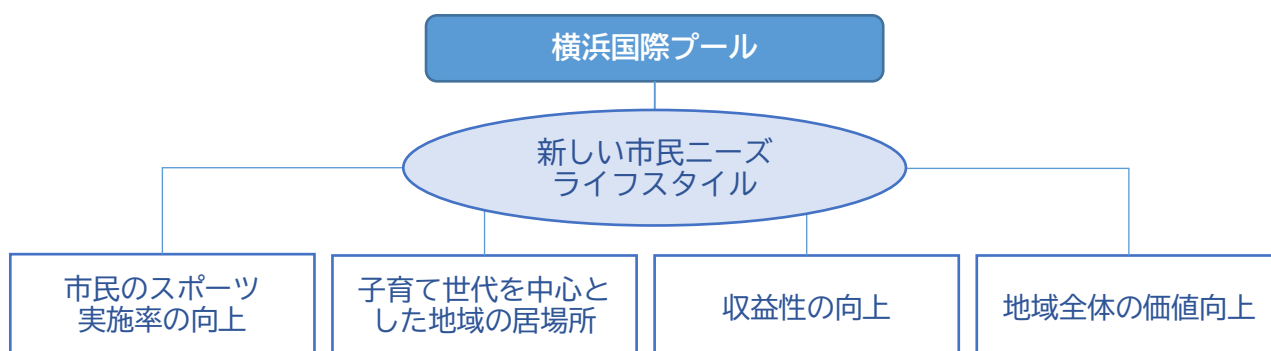 横浜国際プール
新しい市民ニーズ
ライフスタイル
市民のスポーツ
実施率の向上
子育て世代を中心と
した地域の居場所
収益性の向上
地域全体の価値向上